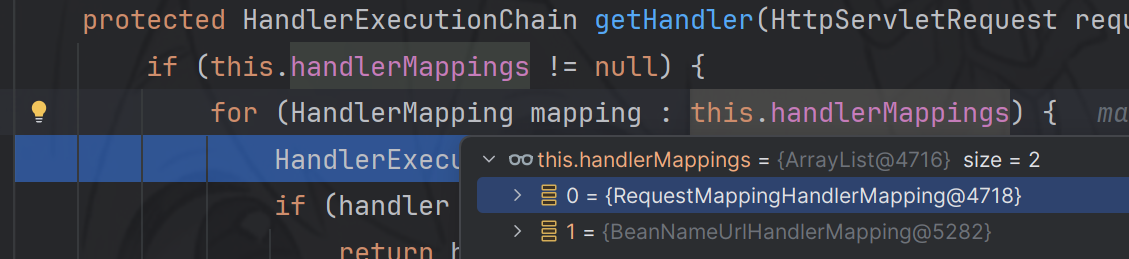 protected HandlerExecutionChain getHandler(HttpServletRequest requ
if (this.handlerMappings != null) {
for (HandlerMapping mapping : this.handlerMappings) { ma
HandlerExecu
this.handlerMappings = {ArrayList@4716} size = 2
0 = {RequestMappingHandlerMapping@4718}
if (handler
1 = {BeanNameUrlHandlerMapping@5282}
return h